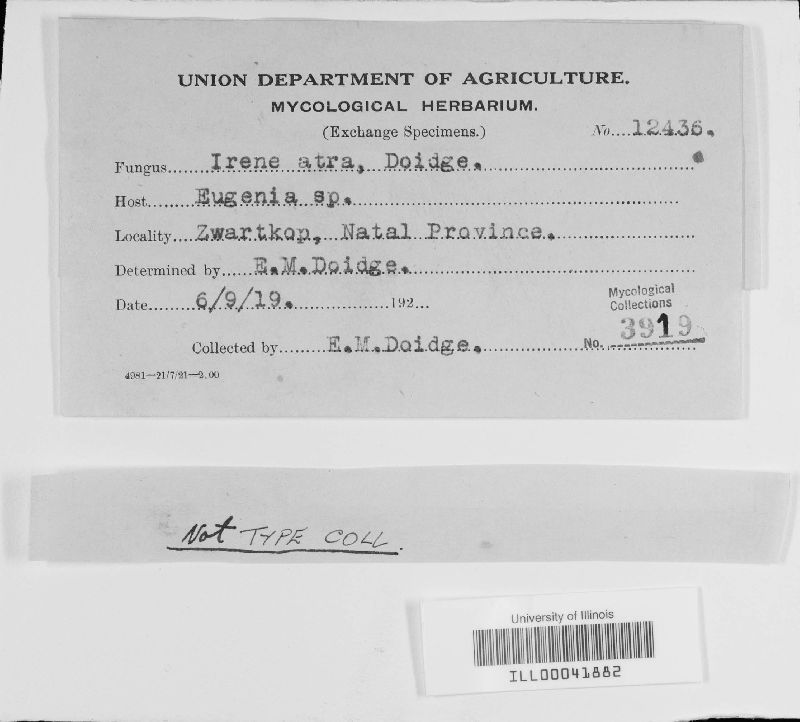 UNION DEPARTMENT OF AGRICULTURE.
MYCOLOGICAL HERBARIUM.
(Exchange Specimens.)
No....12436.
Fungus.......Irene atra, Doidge.
Host.........Eugenia sp.
Locality....Zwartkop, Natal Province.
Determined by......E.M.Doidge.
Date.........6/9/19. ..................192...
Mycological
Collections
No. 3919
Collected by.........E.M.Doidge.
4981—21/7/21—2,00
Not TYPE COLL.
University of Illinois
ILL00041882